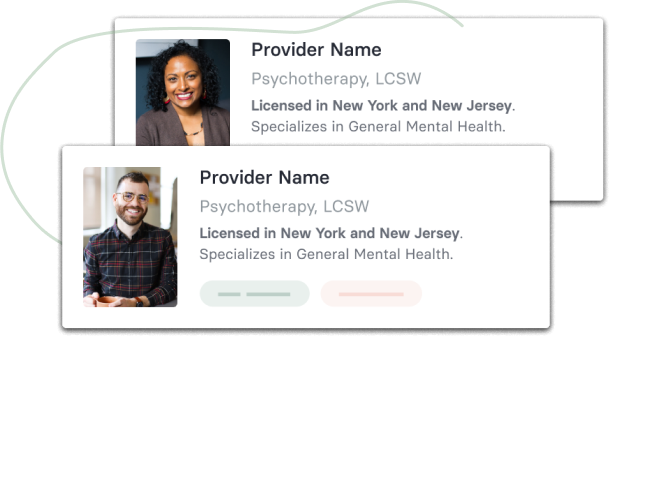 Provider Name
Psychotherapy, LCSW
Licensed in New York and New Jersey.
Specializes in General Mental Health.
Provider Name
Psychotherapy, LCSW
Licensed in New York and New Jersey.
Specializes in General Mental Health.